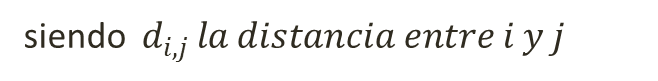 siendo d_{i,j} la distancia entre i y j